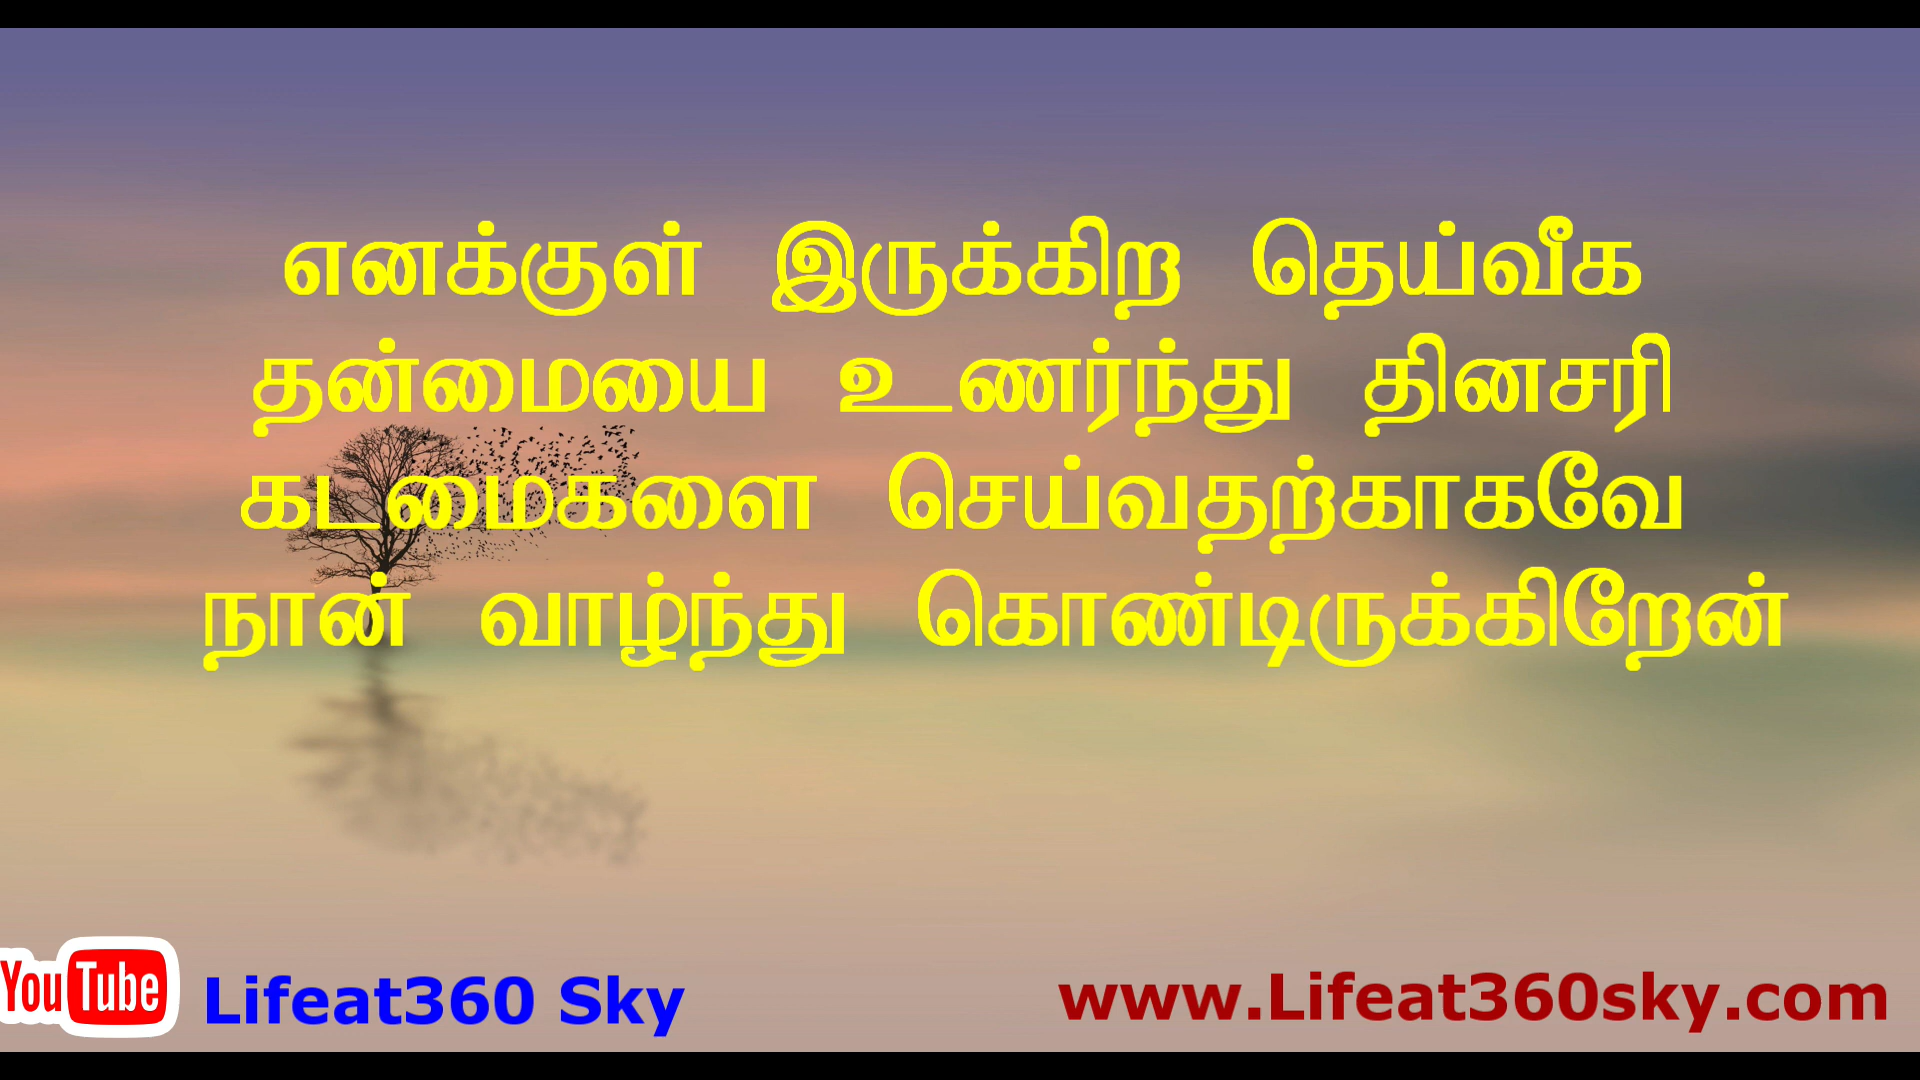 எனக்குள் இருக்கிற தெய்வீக
தன்மையை உணர்ந்து தினசரி
கடமைகளை செய்வதற்காகவே
நான் வாழ்ந்து கொண்டிருக்கிறேன்
YouTube Lifeat360 Sky www.Lifeat360sky.com